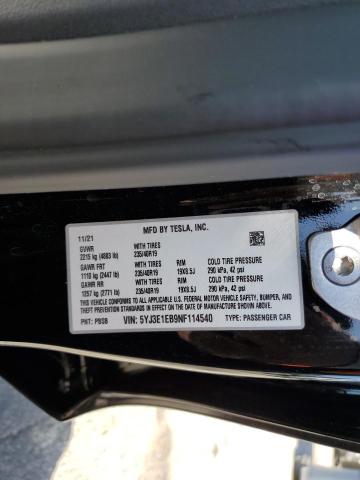 MFD BY TESLA, INC.
11/21
GVWR WITH TIRES
2215 kg (4883 lb) 235/40R19
GAWR FRT WITH TIRES RIM COLD TIRE PRESSURE
1110 kg (2447 lb) 235/40R19 19X8.5J 290 kPa, 42 psi
GAWR RR WITH TIRES RIM COLD TIRE PRESSURE
1257 kg (2771 lb) 235/40R19 19X8.5J 290 kPa, 42 psi
THIS VEHICLE CONFORMS TO ALL APPLICABLE FEDERAL MOTOR VEHICLE SAFETY, BUMPER, AND
THEFT PREVENTION STANDARDS IN EFFECT ON THE DATE OF MANUFACTURE SHOWN ABOVE.
PNT: PBSB VIN: 5YJ3E1EB9NF114540 TYPE: PASSENGER CAR